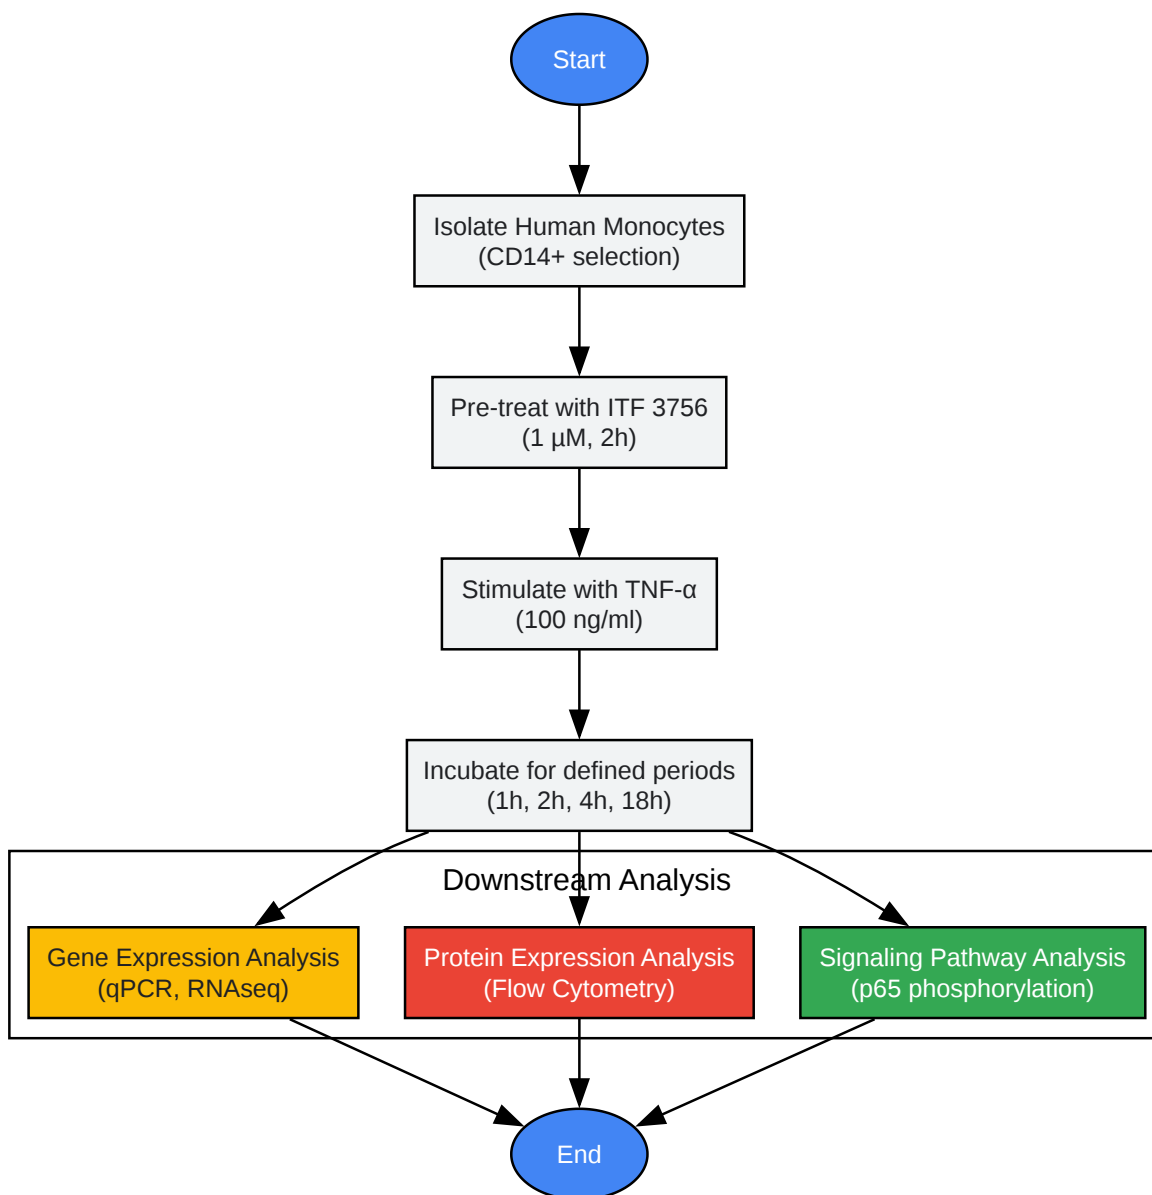 Start
Isolate Human Monocytes
(CD14+ selection)
Pre-treat with ITF 3756
(1 µM, 2h)
Stimulate with TNF-α
(100 ng/ml)
Incubate for defined periods
(1h, 2h, 4h, 18h)
Downstream Analysis
Gene Expression Analysis
(qPCR, RNAseq)
Protein Expression Analysis
(Flow Cytometry)
Signaling Pathway Analysis
(p65 phosphorylation)
End